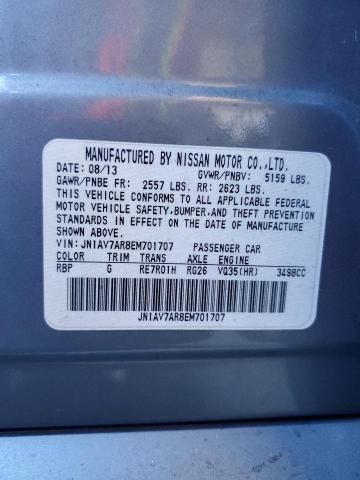 MANUFACTURED BY NISSAN MOTOR CO.,LTD.
DATE: 08/13 GVWR/PNBV: 5159 LBS.
GAWR/PNBE FR: 2557 LBS. RR: 2623 LBS.
THIS VEHICLE CONFORMS TO ALL APPLICABLE FEDERAL
MOTOR VEHICLE SAFETY,BUMPER,AND THEFT PREVENTION
STANDARDS IN EFFECT ON THE DATE OF MANUFACTURE
SHOWN ABOVE.
VIN: JN1AV7AR8EM701707 PASSENGER CAR
COLOR TRIM TRANS AXLE ENGINE
RBP G RE7R01H RG26 VQ35(HR) 3498CC
JN1AV7AR8EM701707